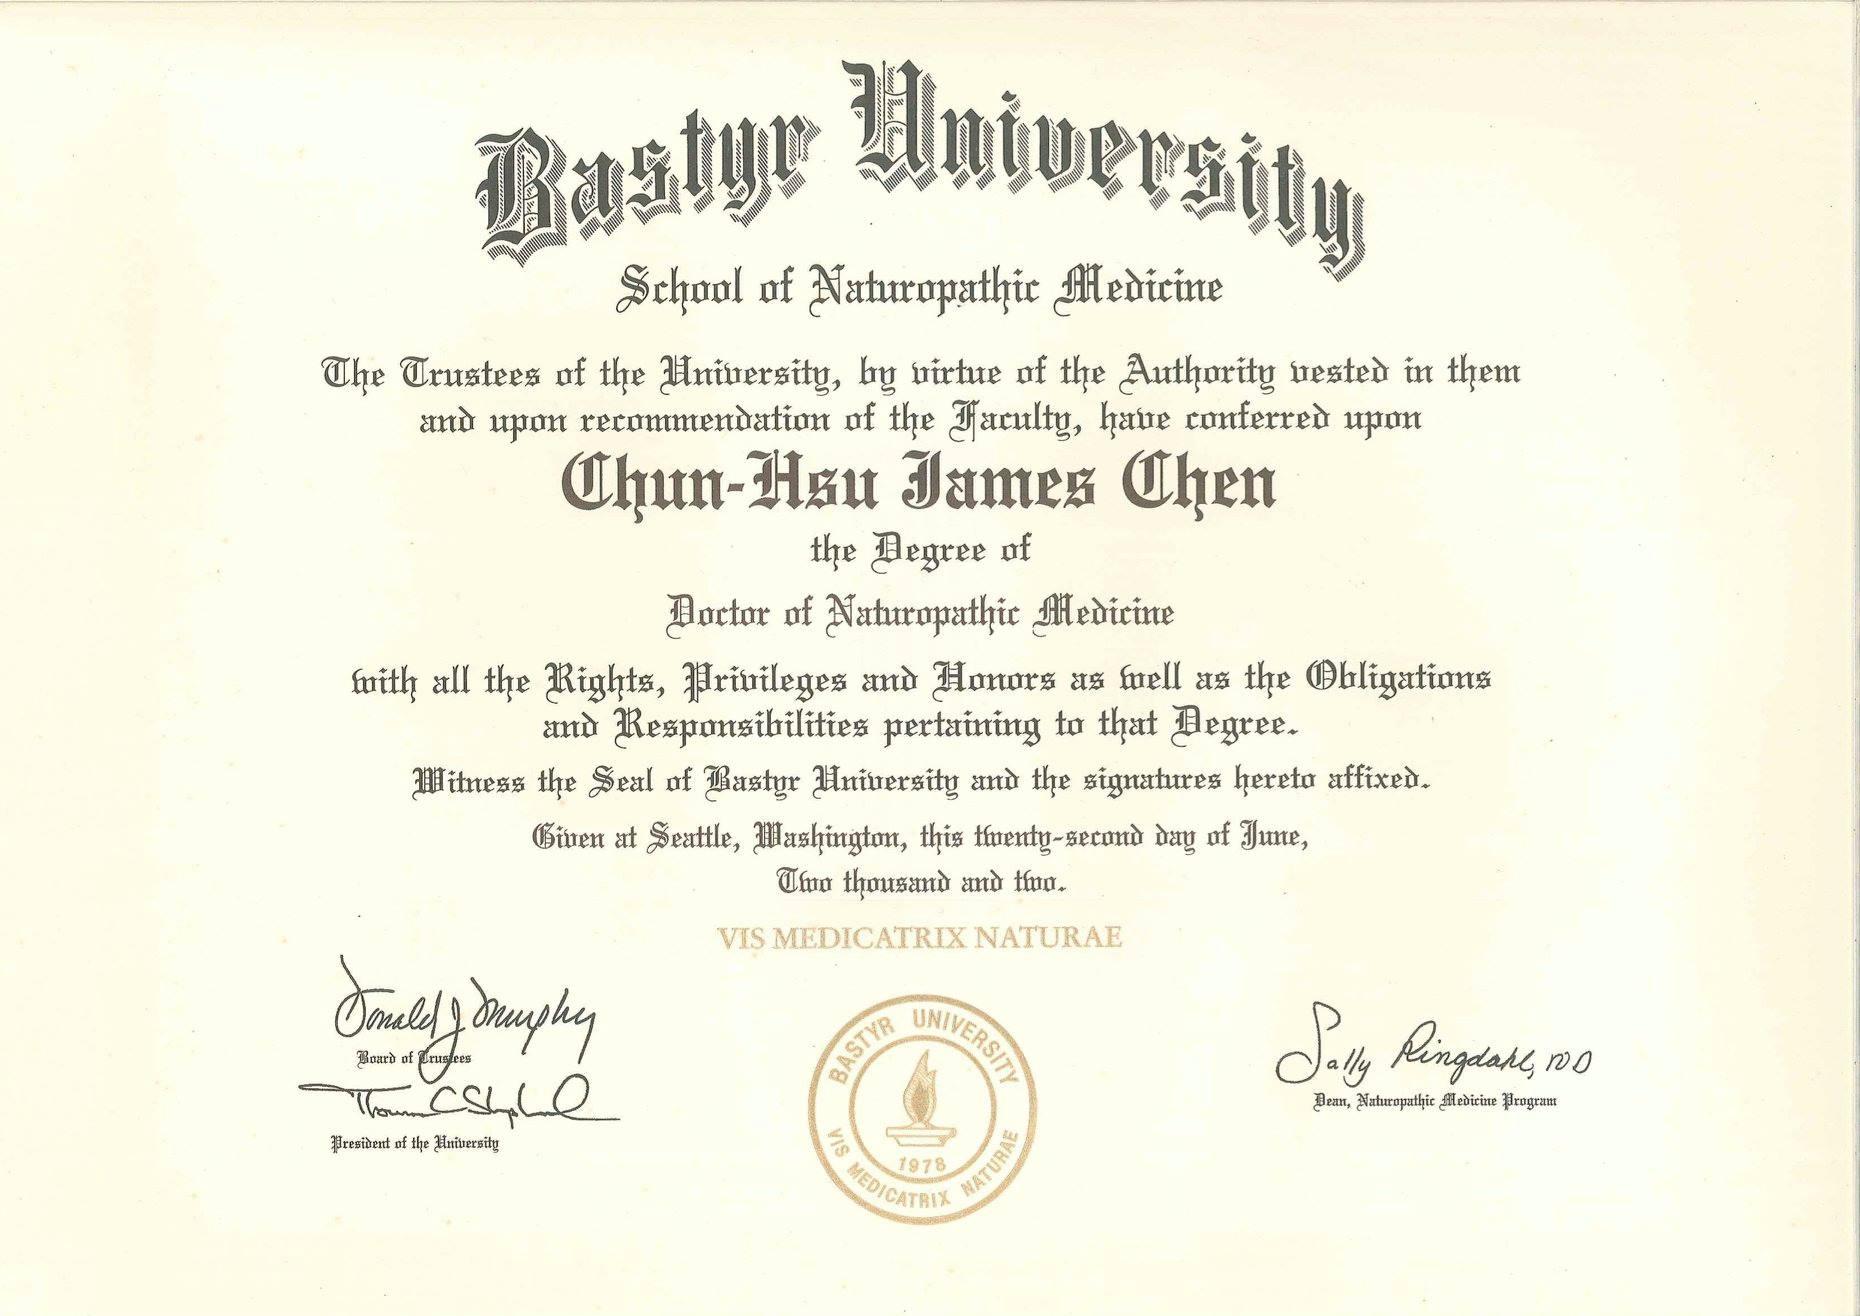 Bastyr University
School of Naturopathic Medicine
The Trustees of the University, by virtue of the Authority vested in them
and upon recommendation of the Faculty, have conferred upon
Chun-Hsu James Chen
the Degree of
Doctor of Naturopathic Medicine
with all the Rights, Privileges and Honors as well as the Obligations
and Responsibilities pertaining to that Degree.
Witness the Seal of Bastyr University and the signatures hereto affixed.
Given at Seattle, Washington, this twenty-second day of June,
Two thousand and two.
VIS MEDICATRIX NATURAE
Donald J Murphy
Board of Trustees
Thomas C
President of the University
BASTYR UNIVERSITY
1978
VIS MEDICATRIX NATURAE
Sally Ringdahl, ND
Dean, Naturopathic Medicine Program